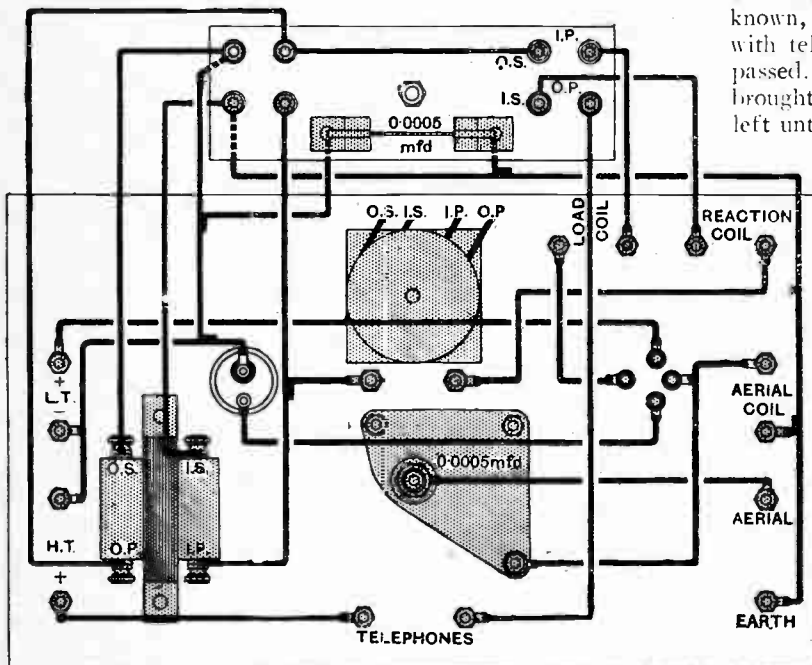 known,
with tel
passed.
brought
left unt
I.P.
O.S.
O.P.
I.S.
0·0005
mfd
O.S. I.S. I.P. O.P
LOAD
COIL
REACTION
COIL
+
L.T.
−
AERIAL
COIL
O.S. I.S.
0·0005mfd
AERIAL
H.T. O.P. I.P.
+
TELEPHONES
EARTH